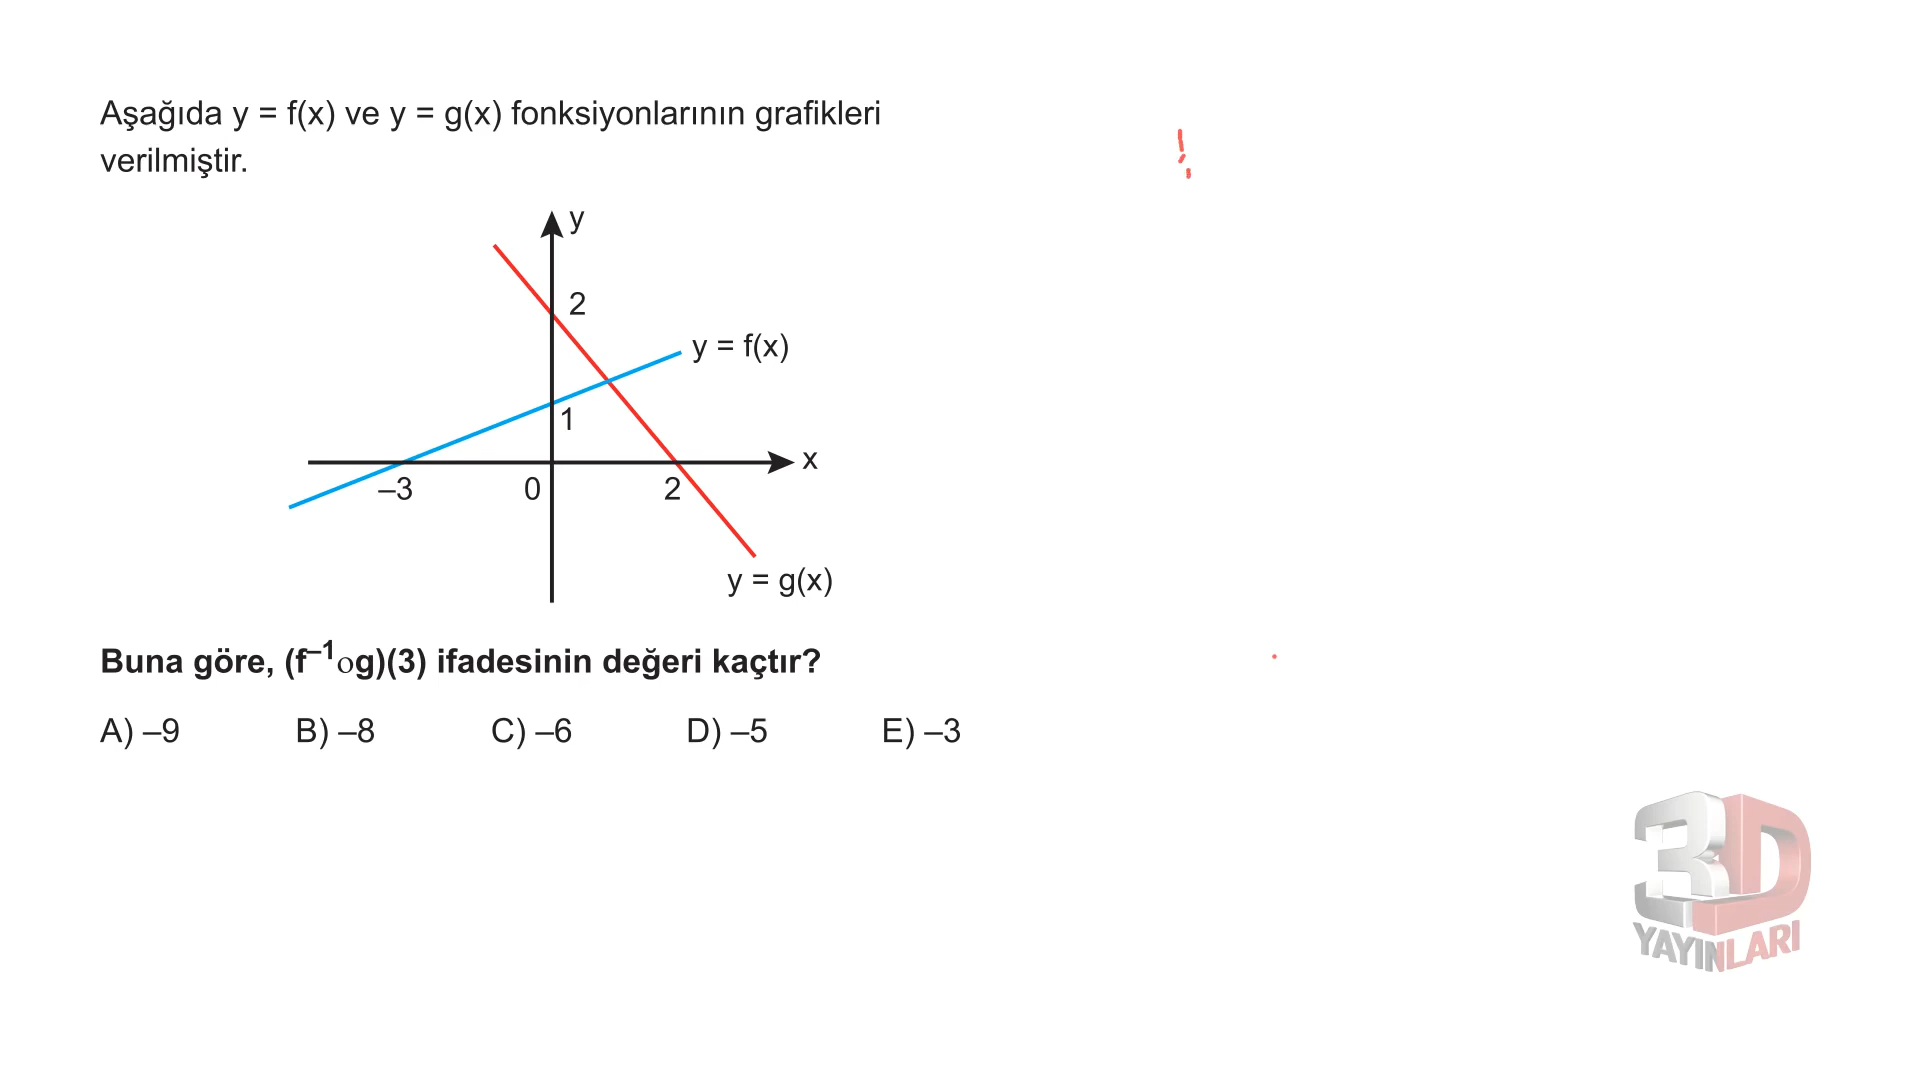 Aşağıda y = f(x) ve y = g(x) fonksiyonlarının grafikleri
verilmiştir.
y
2
y = f(x)
1
x
–3
0
2
y = g(x)
Buna göre, (f⁻¹og)(3) ifadesinin değeri kaçtır?
A) –9 B) –8 C) –6 D) –5 E) –3
3D
YAYINLARI